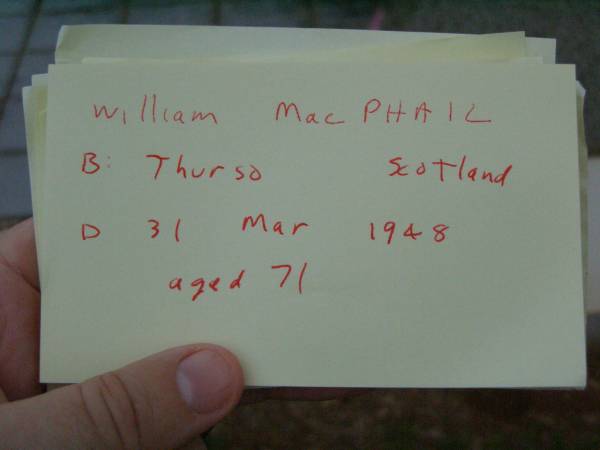 William MacPHAIL
B: Thurso Scotland
D 31 Mar 1948
aged 71